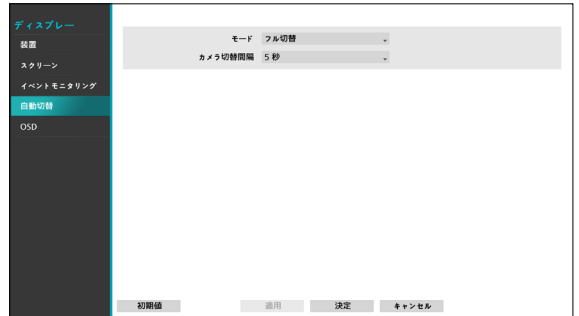 ディスプレー
装置
スクリーン
イベントモニタリング
自動切替
OSD
モード フル切替
カメラ切替間隔 5 秒
初期値 適用 決定 キャンセル